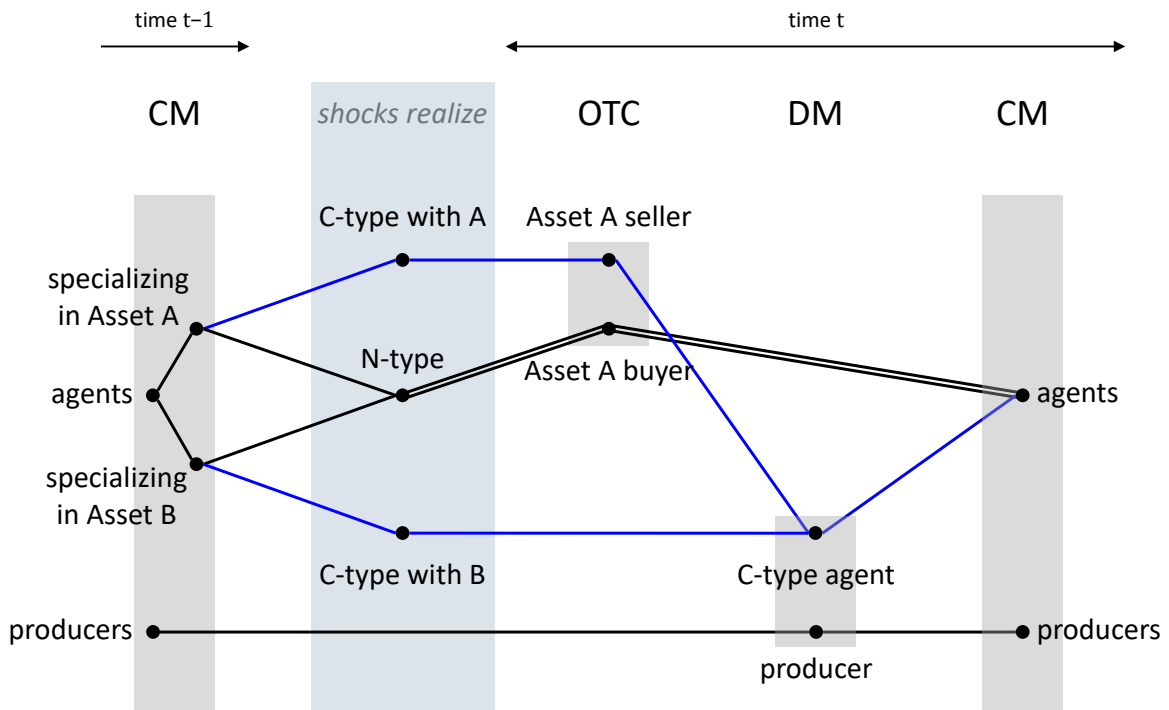 time t−1
time t
CM
shocks realize
OTC
DM
CM
C-type with A
Asset A seller
specializing
in Asset A
N-type
Asset A buyer
agents
agents
specializing
in Asset B
C-type with B
C-type agent
producers
producers
producer